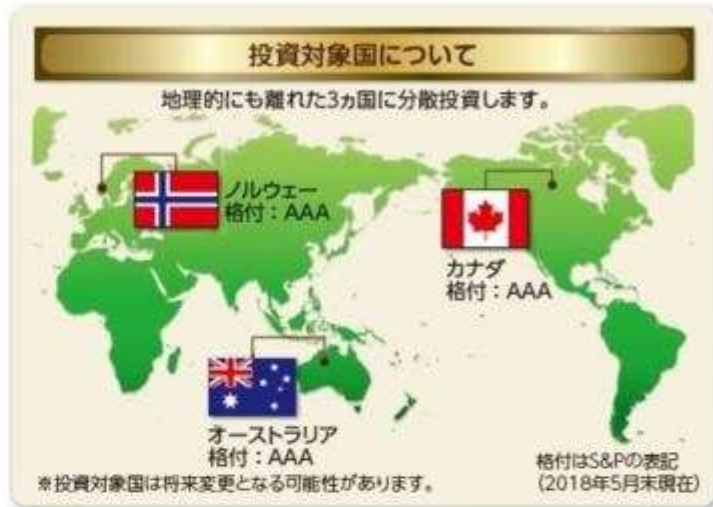 投資対象国について
地理的にも離れた3ヵ国に分散投資します。
ノルウェー
格付：AAA
カナダ
格付：AAA
オーストラリア
格付：AAA
※投資対象国は将来変更となる可能性があります。
格付はS&Pの表記
（2018年5月末現在）